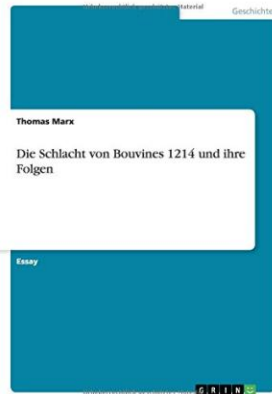 Geschichte
Thomas Marx
Die Schlacht von Bouvines 1214 und ihre
Folgen
Essay
GRIN